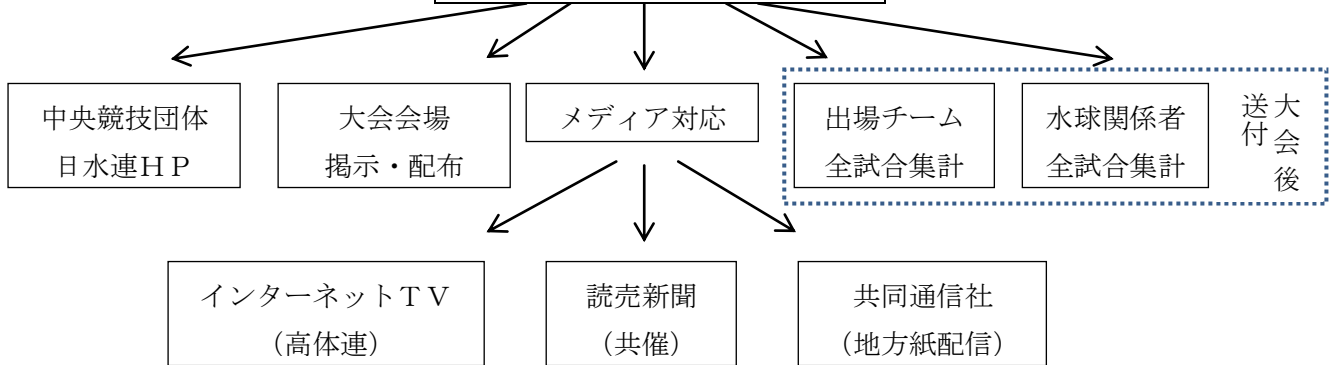 中央競技団体
日水連ＨＰ
大会会場
掲示・配布
メディア対応
出場チーム
全試合集計
水球関係者
全試合集計
大会後
送付
インターネットＴＶ
（高体連）
読売新聞
（共催）
共同通信社
（地方紙配信）